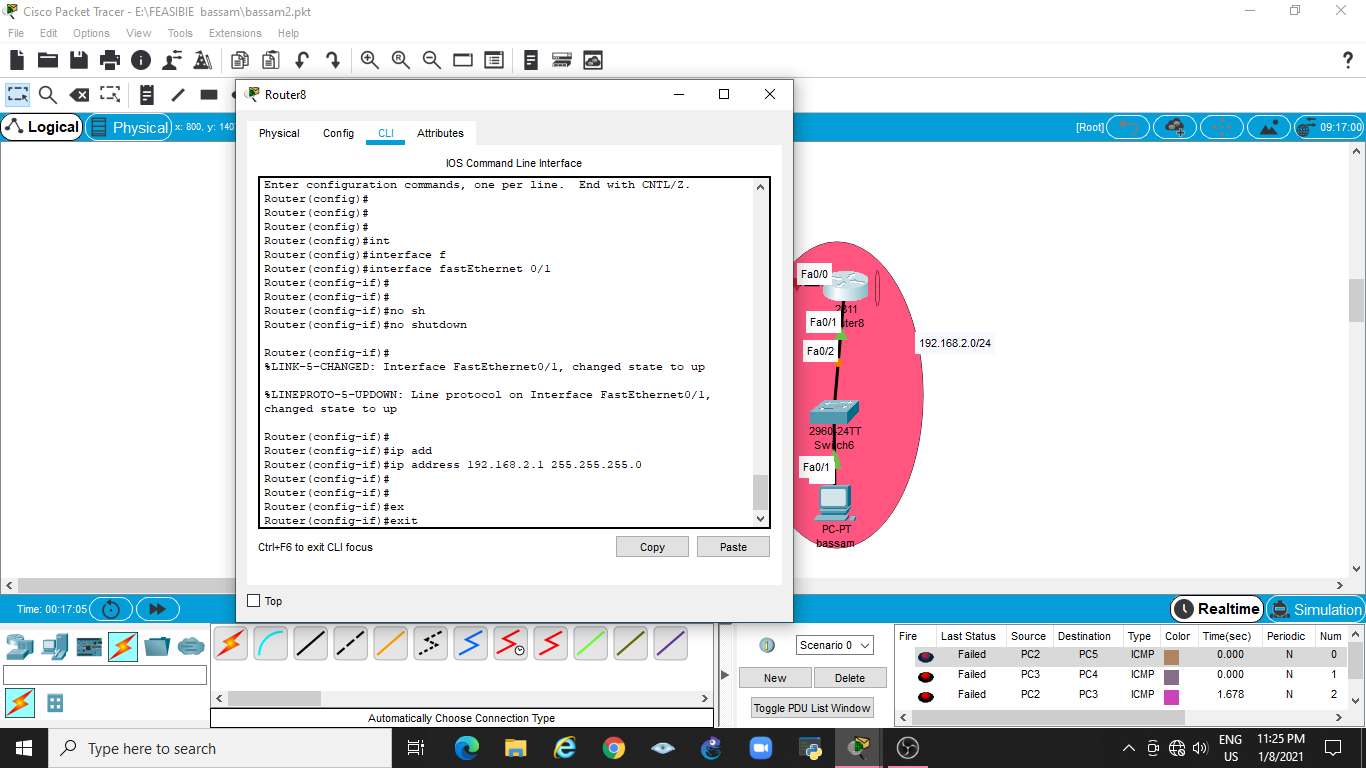 Cisco Packet Tracer - E:\FEASIBIE bassam\bassam2.pkt
File Edit Options View Tools Extensions Help
?
Router8
Logical
Physical
x: 800, y: 140
[Root]
09:17:00
Physical Config CLI Attributes
IOS Command Line Interface
Enter configuration commands, one per line. End with CNTL/Z.
Router(config)#
Router(config)#
Router(config)#
Router(config)#int
Router(config)#interface f
Router(config)#interface fastEthernet 0/1
Router(config-if)#
Router(config-if)#
Router(config-if)#no sh
Router(config-if)#no shutdown
Router(config-if)#
%LINK-5-CHANGED: Interface FastEthernet0/1, changed state to up
%LINEPROTO-5-UPDOWN: Line protocol on Interface FastEthernet0/1,
changed state to up
Router(config-if)#
Router(config-if)#ip add
Router(config-if)#ip address 192.168.2.1 255.255.255.0
Router(config-if)#
Router(config-if)#
Router(config-if)#ex
Router(config-if)#exit
Ctrl+F6 to exit CLI focus
Copy
Paste
Top
Fa0/0
Fa0/1
Fa0/2
192.168.2.0/24
Switch6
Fa0/1
PC-PT
bassam
Time: 00:17:05
Realtime
Simulation
Automatically Choose Connection Type
Scenario 0
New
Delete
Toggle PDU List Window
Fire Last Status Source Destination Type Color Time(sec) Periodic Num
Failed PC2 PC5 ICMP 0.000 N 0
Failed PC3 PC4 ICMP 0.000 N 1
Failed PC2 PC3 ICMP 1.678 N 2
Type here to search
ENG
US
11:25 PM
1/8/2021